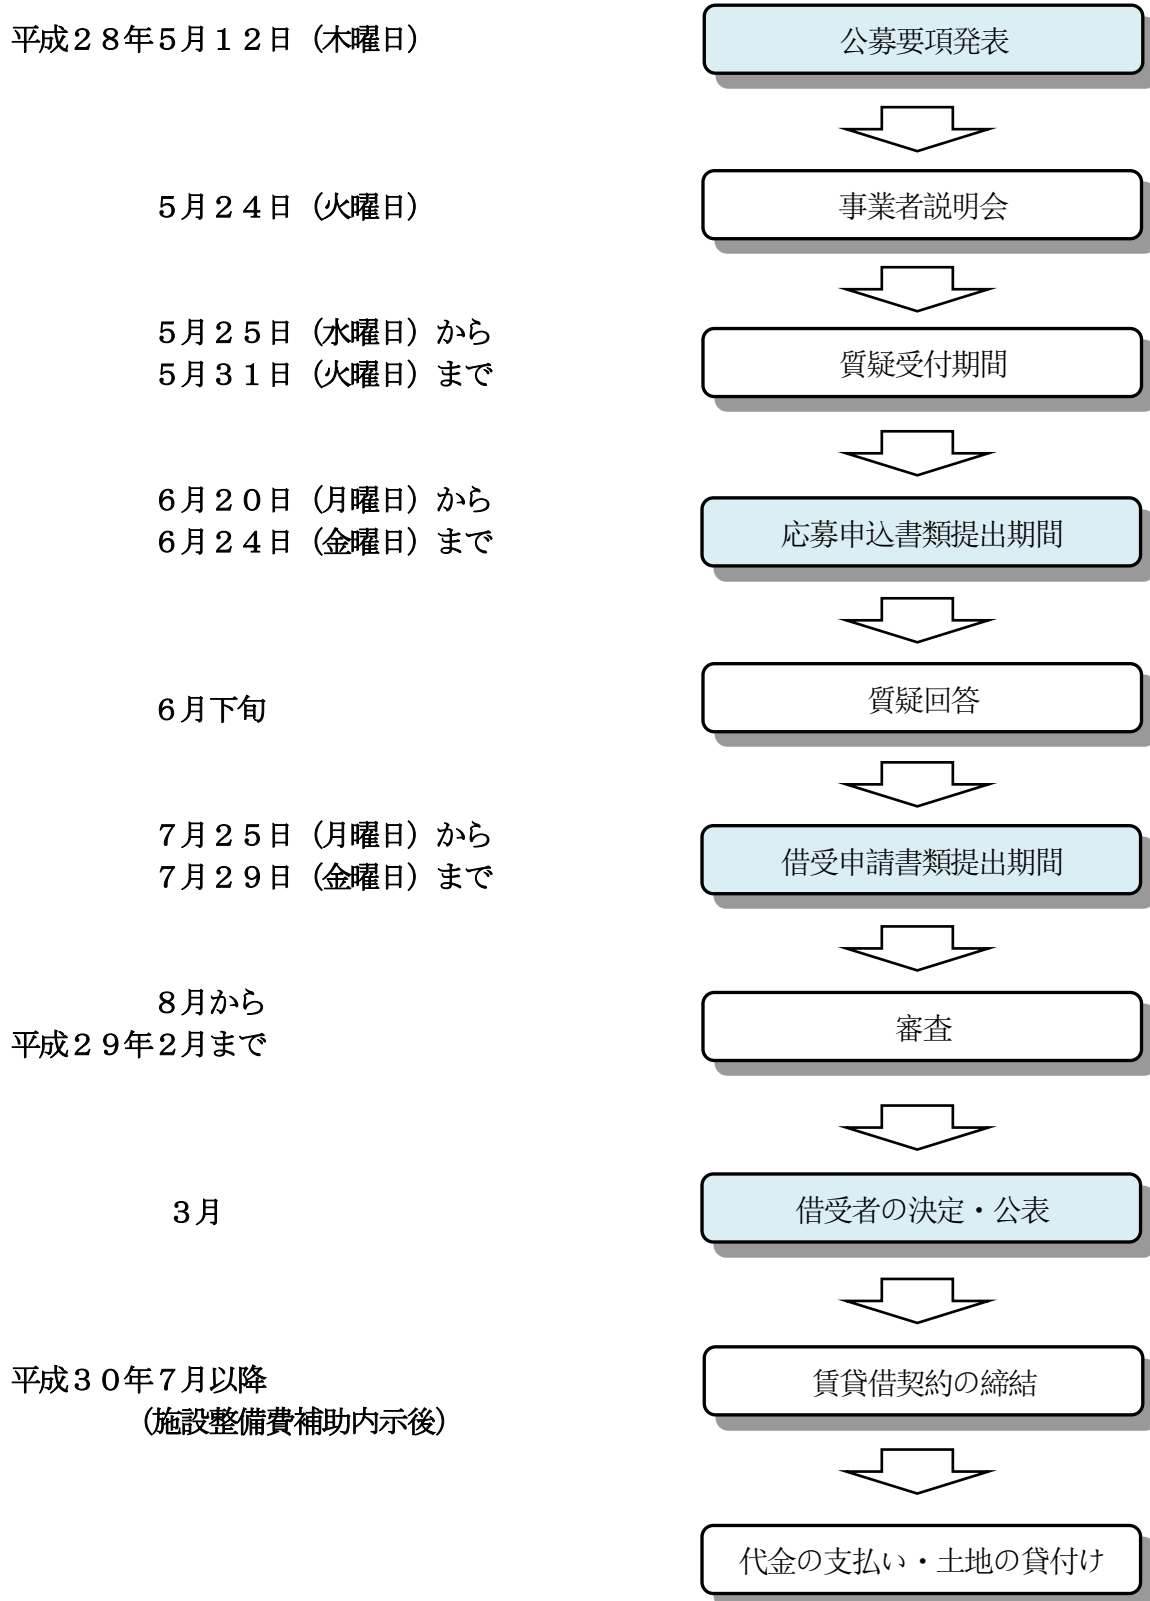 平成２８年５月１２日（木曜日）
公募要項発表
５月２４日（火曜日）
事業者説明会
５月２５日（水曜日）から
５月３１日（火曜日）まで
質疑受付期間
６月２０日（月曜日）から
６月２４日（金曜日）まで
応募申込書類提出期間
６月下旬
質疑回答
７月２５日（月曜日）から
７月２９日（金曜日）まで
借受申請書類提出期間
８月から
平成２９年２月まで
審査
３月
借受者の決定・公表
平成３０年７月以降
（施設整備費補助内示後）
賃貸借契約の締結
代金の支払い・土地の貸付け